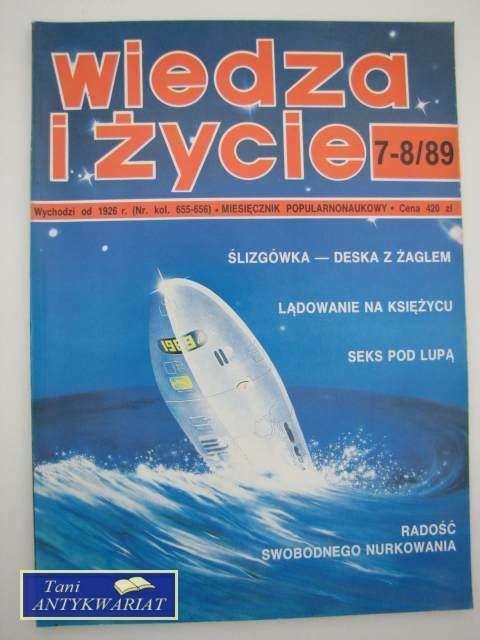 wiedza
i życie
7-8/89
Wychodzi od 1926 r. (Nr. kol. 655-656) • MIESIĘCZNIK POPULARNONAUKOWY • Cena 420 zł
ŚLIZGÓWKA — DESKA Z ŻAGLEM
LĄDOWANIE NA KSIĘŻYCU
SEKS POD LUPĄ
RADOŚĆ
SWOBODNEGO NURKOWANIA
Tani
ANTYKWARIAT